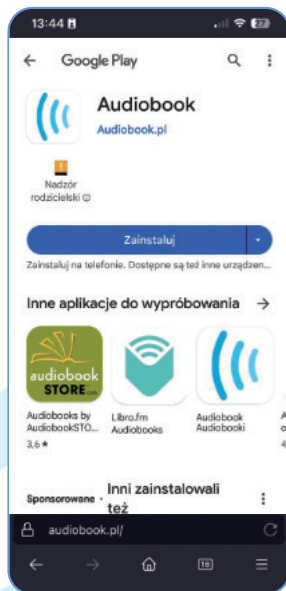 13:44
27
Google Play
Audiobook
Audiobook.pl
Nadzór
rodzicielski
Zainstaluj
Zainstaluj na telefonie. Dostępne są też inne urządzen...
Inne aplikacje do wypróbowania
audiobook
STORE
Audiobooks by
AudiobookSTO...
3,6 ★
Libro.fm
Audiobooks
Audiobook
Audiobooki
Sponsorowane · Inni zainstalowali
też
audiobook.pl/
16